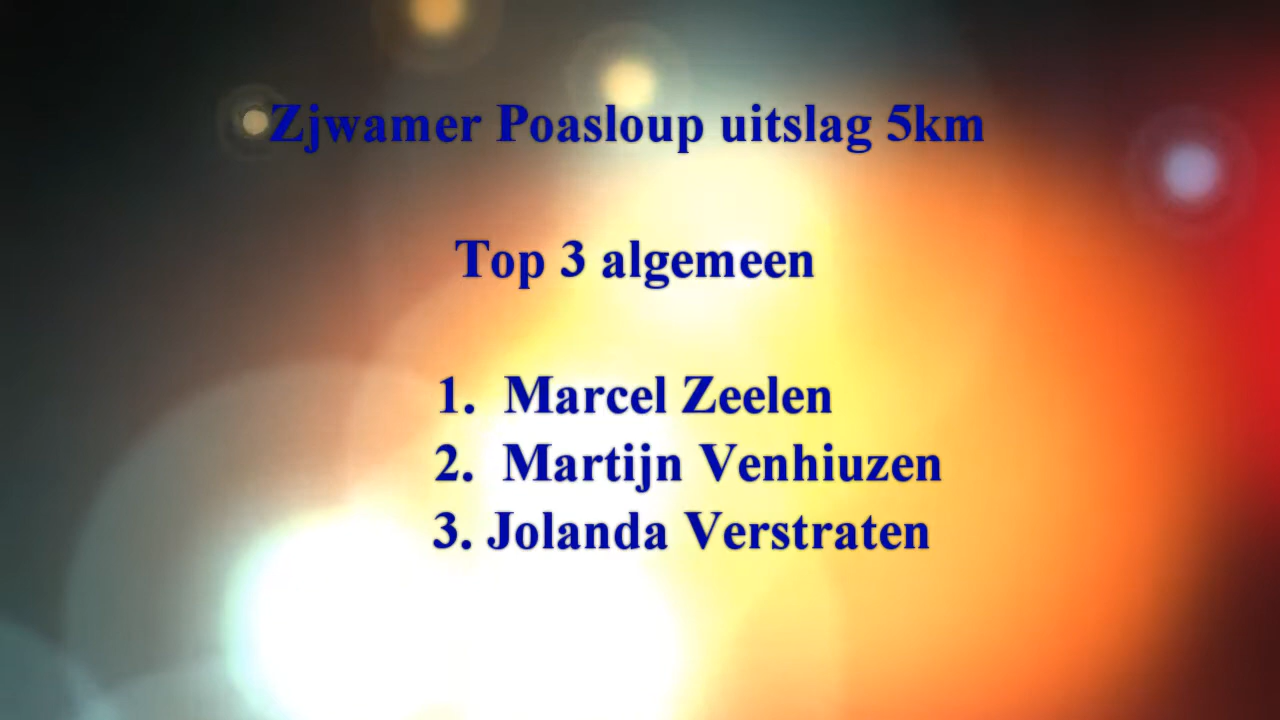 Zjwamer Poasloup uitslag 5km
Top 3 algemeen
1. Marcel Zeelen
2. Martijn Venhiuzen
3. Jolanda Verstraten